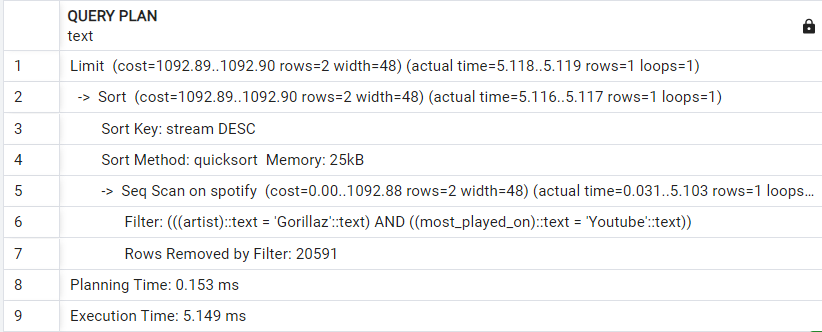 QUERY PLAN
text
1 Limit (cost=1092.89..1092.90 rows=2 width=48) (actual time=5.118..5.119 rows=1 loops=1)
2 -> Sort (cost=1092.89..1092.90 rows=2 width=48) (actual time=5.116..5.117 rows=1 loops=1)
3 Sort Key: stream DESC
4 Sort Method: quicksort Memory: 25kB
5 -> Seq Scan on spotify (cost=0.00..1092.88 rows=2 width=48) (actual time=0.031..5.103 rows=1 loops...
6 Filter: (((artist)::text = 'Gorillaz'::text) AND ((most_played_on)::text = 'Youtube'::text))
7 Rows Removed by Filter: 20591
8 Planning Time: 0.153 ms
9 Execution Time: 5.149 ms